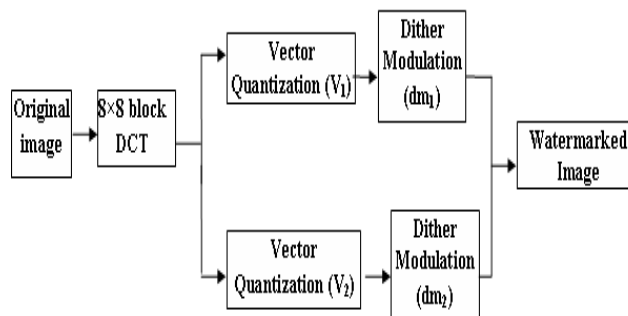 Original
image
8×8 block
DCT
Vector
Quantization (V₁)
Dither
Modulation
(dm₁)
Vector
Quantization (V₂)
Dither
Modulation
(dm₂)
Watermarked
Image